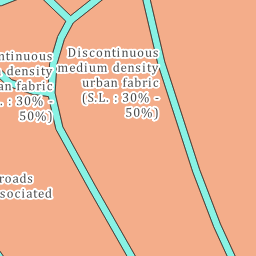 Discontinuous
medium density
urban fabric
(S.L. : 30% -
50%)
ntinuous
density
an fabric
. : 30% -
50%)
roads
sociated